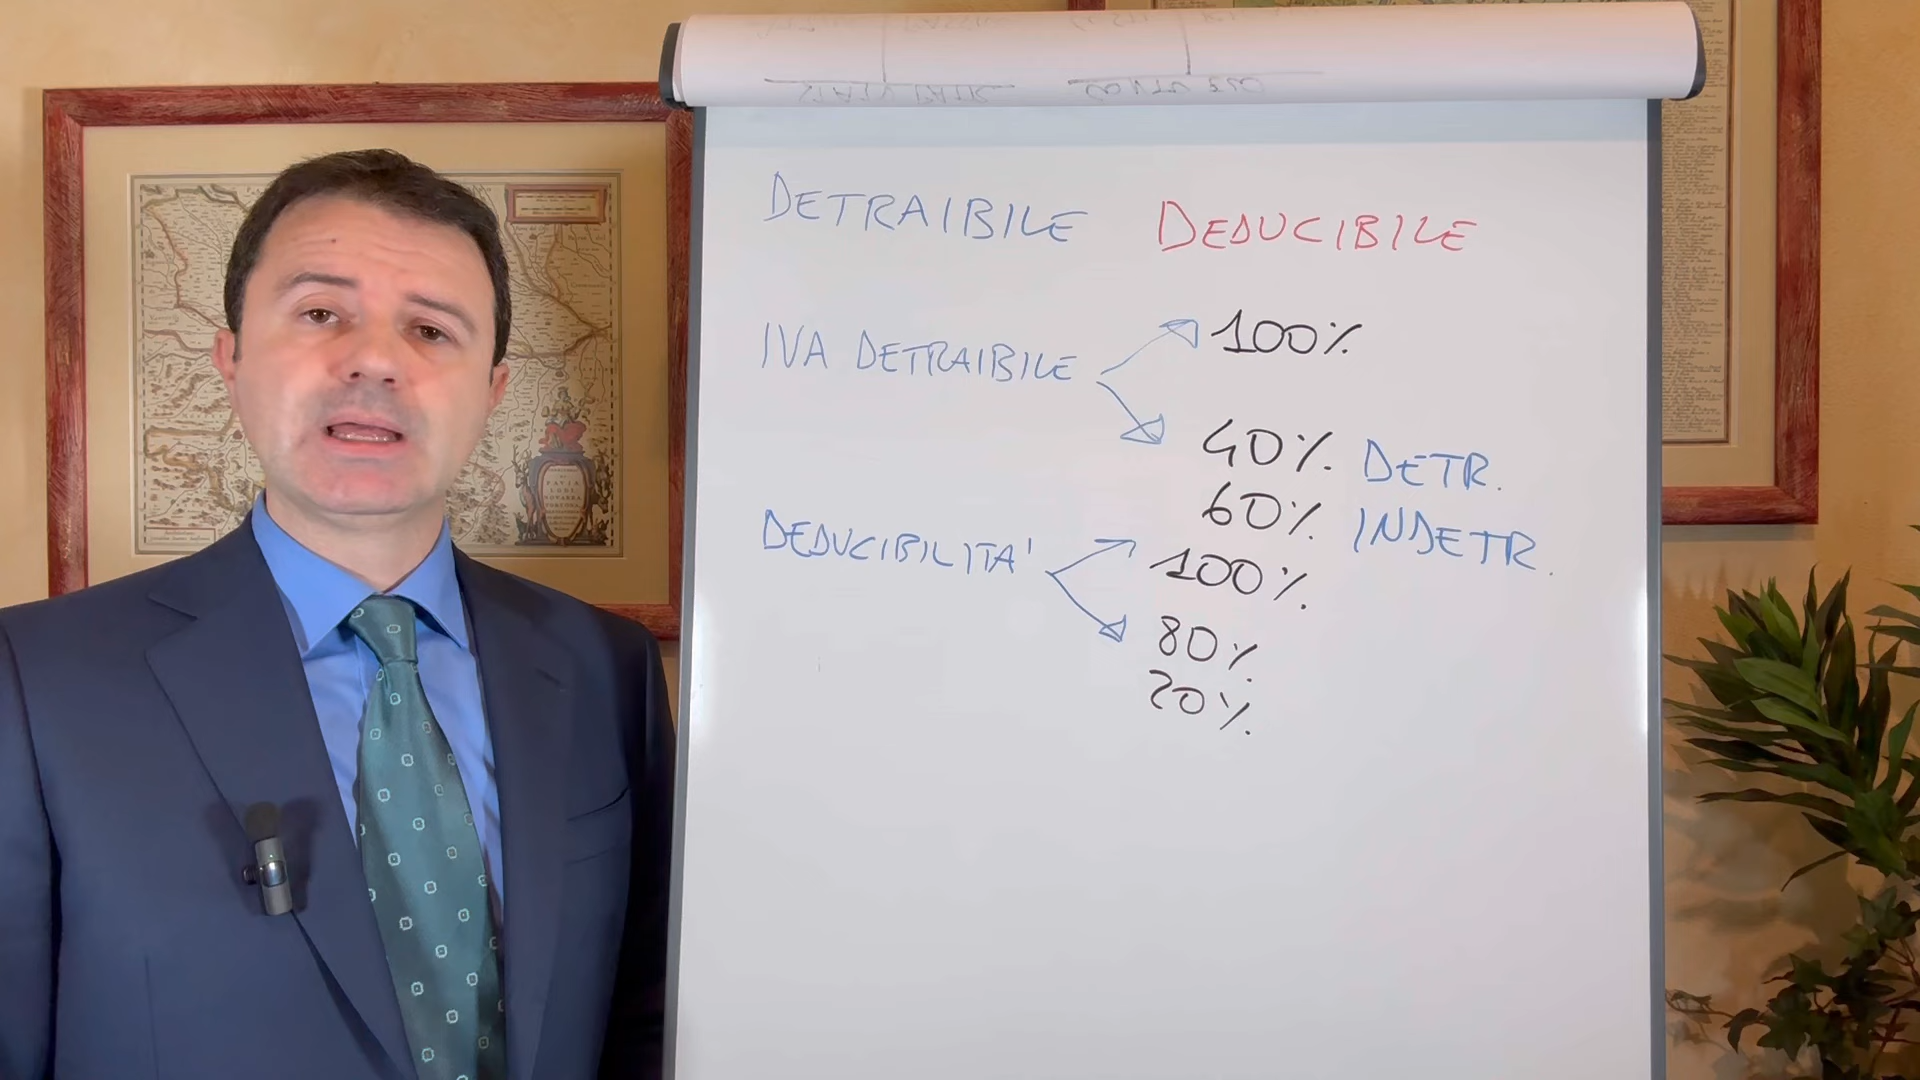 DETRAIBILE DEDUCIBILE
IVA DETRAIBILE 100%
40% DETR.
60% INDETR.
DEDUCIBILITA' 100%.
80%.
20%.